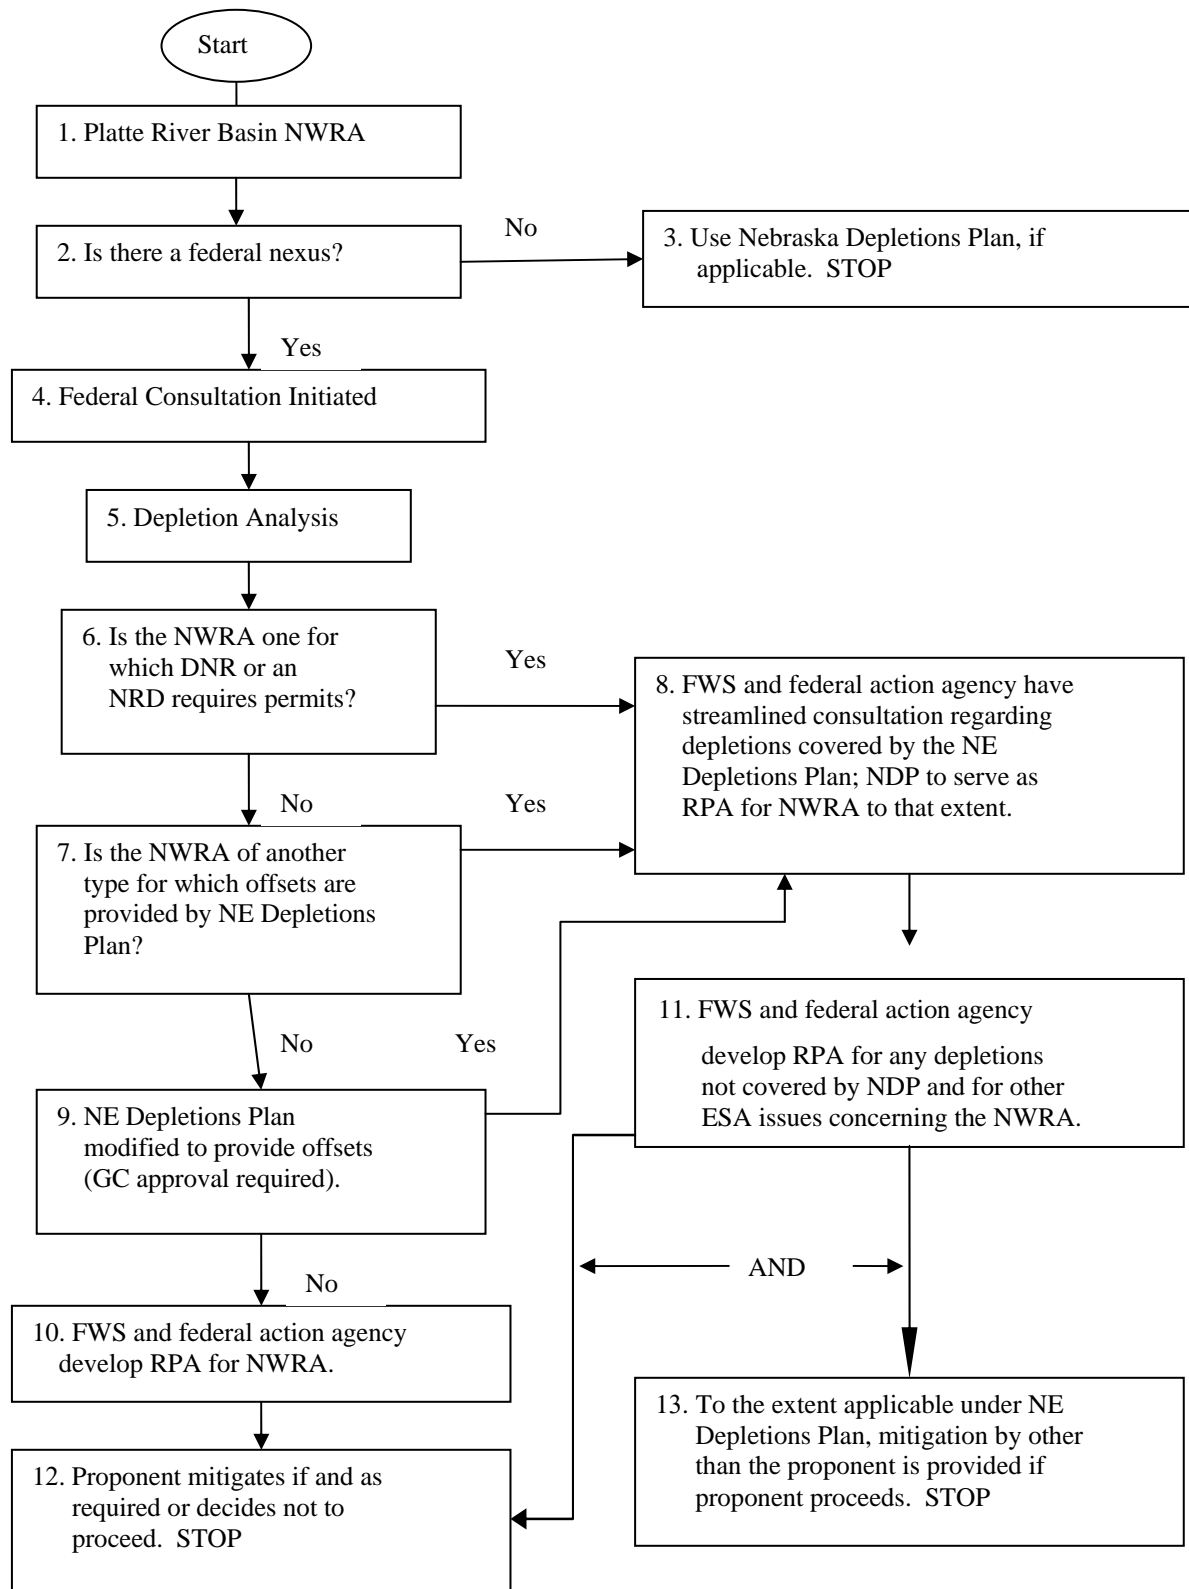 Start
1. Platte River Basin NWRA
2. Is there a federal nexus?
No
3. Use Nebraska Depletions Plan, if
applicable. STOP
Yes
4. Federal Consultation Initiated
5. Depletion Analysis
6. Is the NWRA one for
which DNR or an
NRD requires permits?
Yes
8. FWS and federal action agency have
streamlined consultation regarding
depletions covered by the NE
Depletions Plan; NDP to serve as
RPA for NWRA to that extent.
No
Yes
7. Is the NWRA of another
type for which offsets are
provided by NE Depletions
Plan?
No
Yes
11. FWS and federal action agency
develop RPA for any depletions
not covered by NDP and for other
ESA issues concerning the NWRA.
9. NE Depletions Plan
modified to provide offsets
(GC approval required).
AND
No
10. FWS and federal action agency
develop RPA for NWRA.
13. To the extent applicable under NE
Depletions Plan, mitigation by other
than the proponent is provided if
proponent proceeds. STOP
12. Proponent mitigates if and as
required or decides not to
proceed. STOP